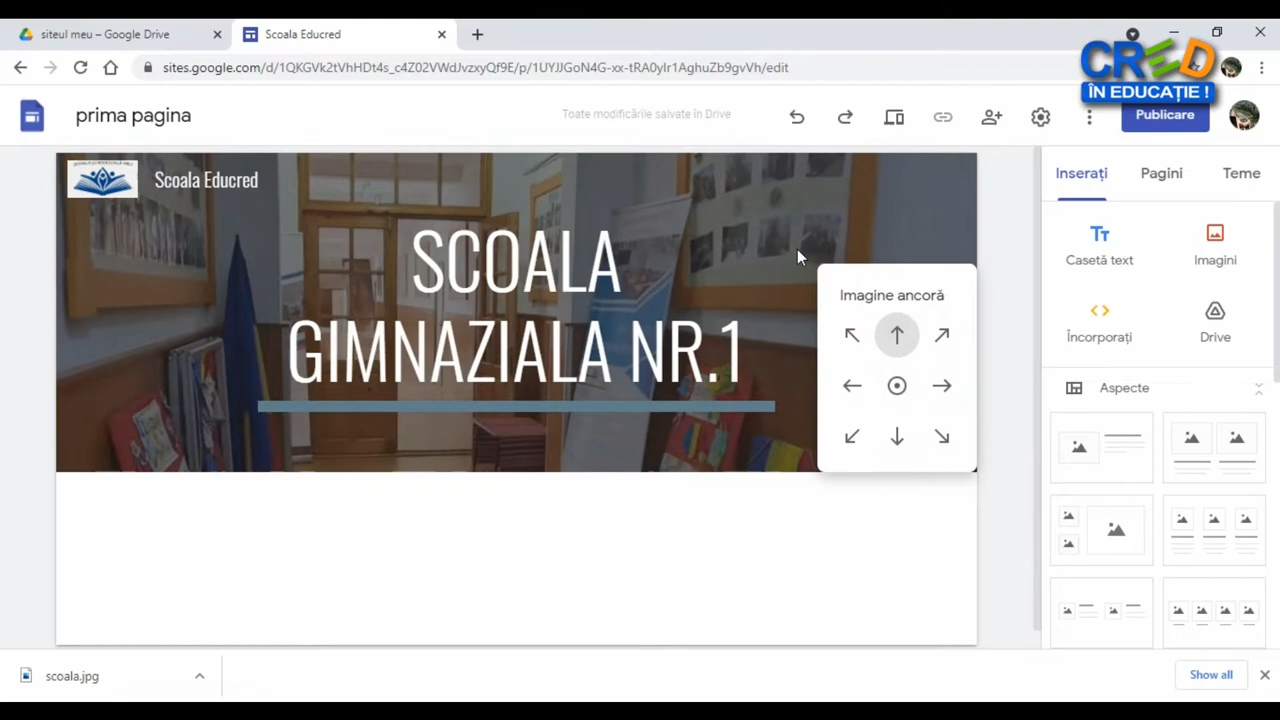 siteul meu – Google Drive
Scoala Educred
sites.google.com/d/1QKGVk2tVhHDt4s_c4Z02VWdJvzxyQf9E/p/1UYJJGoN4G-xx-tRA0yIr1AghuZb9gvVh/edit
CRED
ÎN EDUCAȚIE !
prima pagina
Toate modificările salvate în Drive
Publicare
Scoala Educred
SCOALA
GIMNAZIALA NR.1
Imagine ancoră
Inserați
Pagini
Teme
Casetă text
Imagini
Încorporați
Drive
Aspecte
scoala.jpg
Show all